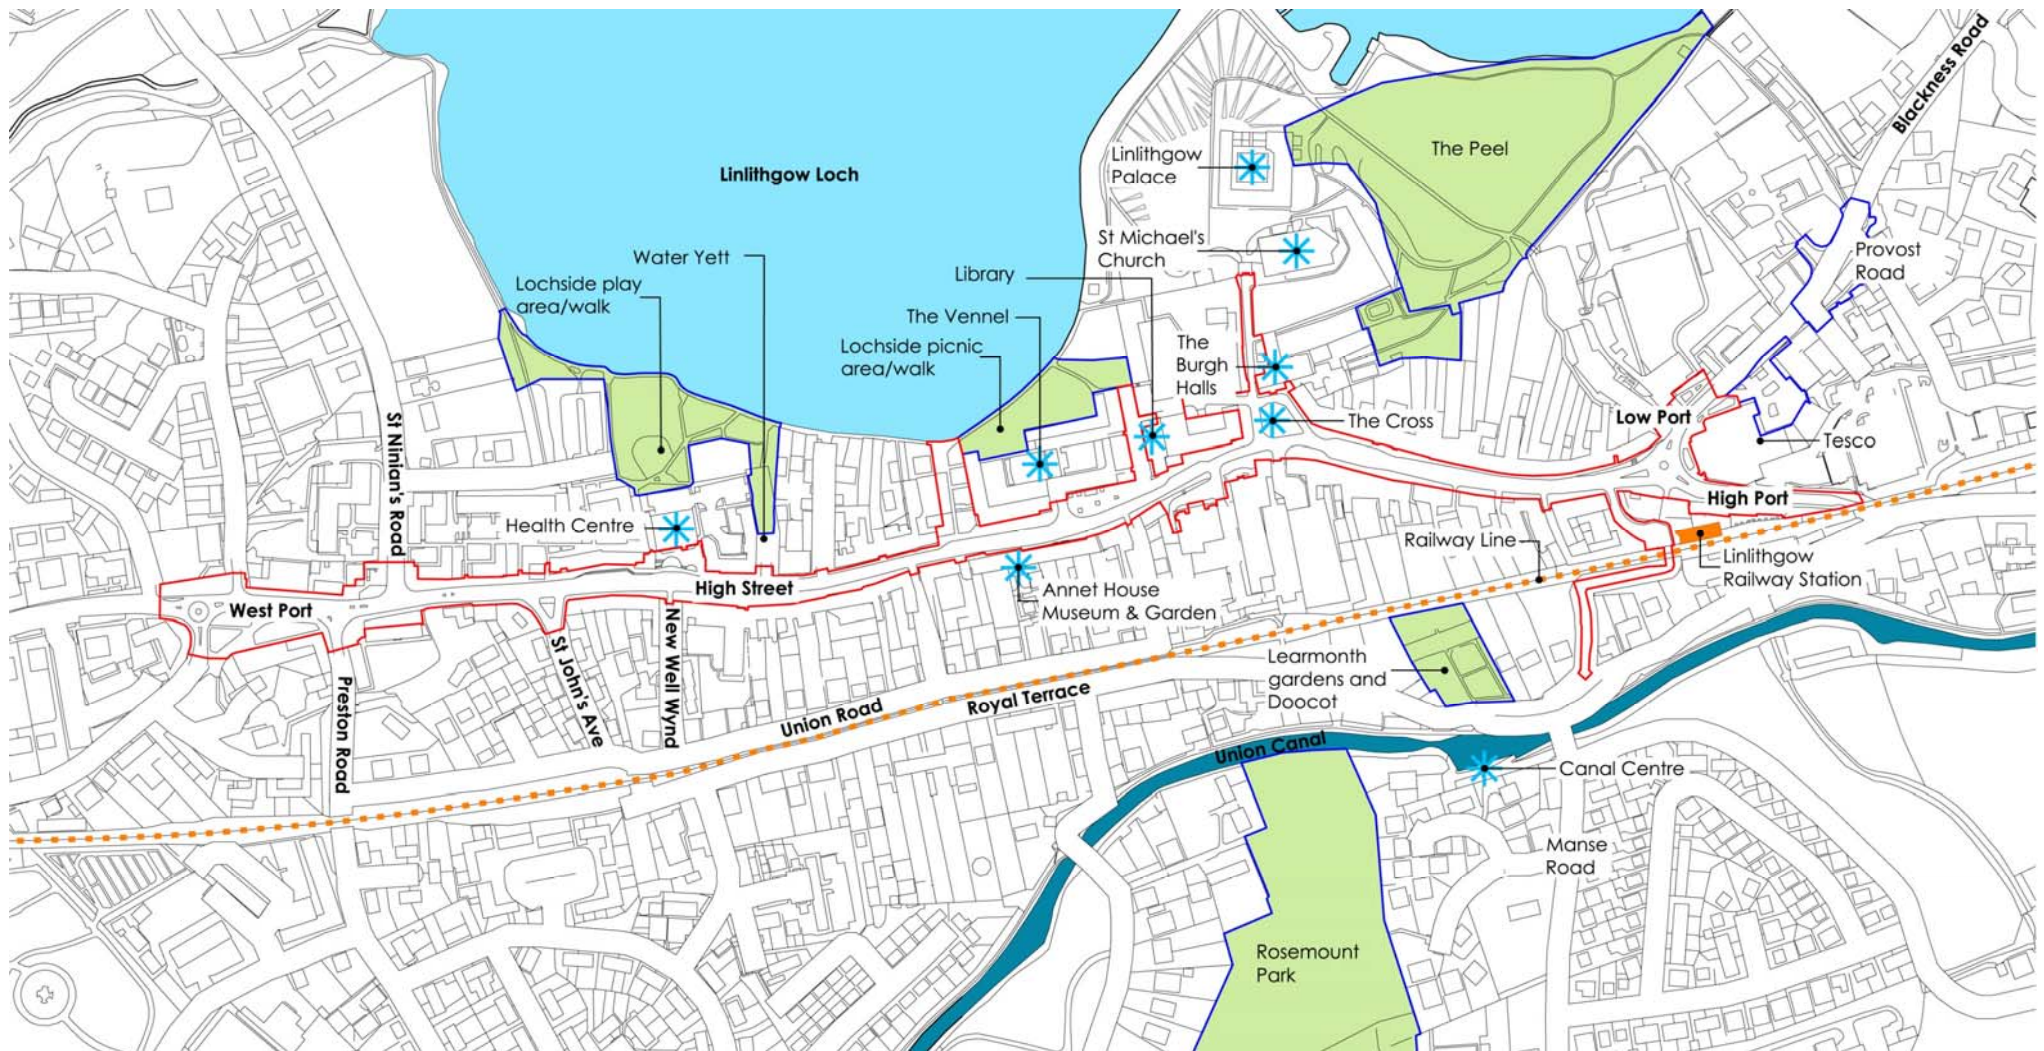 Blackness Road
Linlithgow Loch
Linlithgow
Palace
The Peel
St Michael's
Church
Water Yett
Library
Provost
Road
Lochside play
area/walk
The Vennel
Lochside picnic
area/walk
The
Burgh
Halls
The Cross
Low Port
Tesco
St Ninian's Road
High Port
Health Centre
Railway Line
Linlithgow
Railway Station
High Street
Annet House
Museum & Garden
West Port
New Well Wynd
St John's Ave
Preston Road
Learmonth
gardens and
Doocot
Royal Terrace
Union Road
Union Canal
Canal Centre
Manse
Road
Rosemount
Park